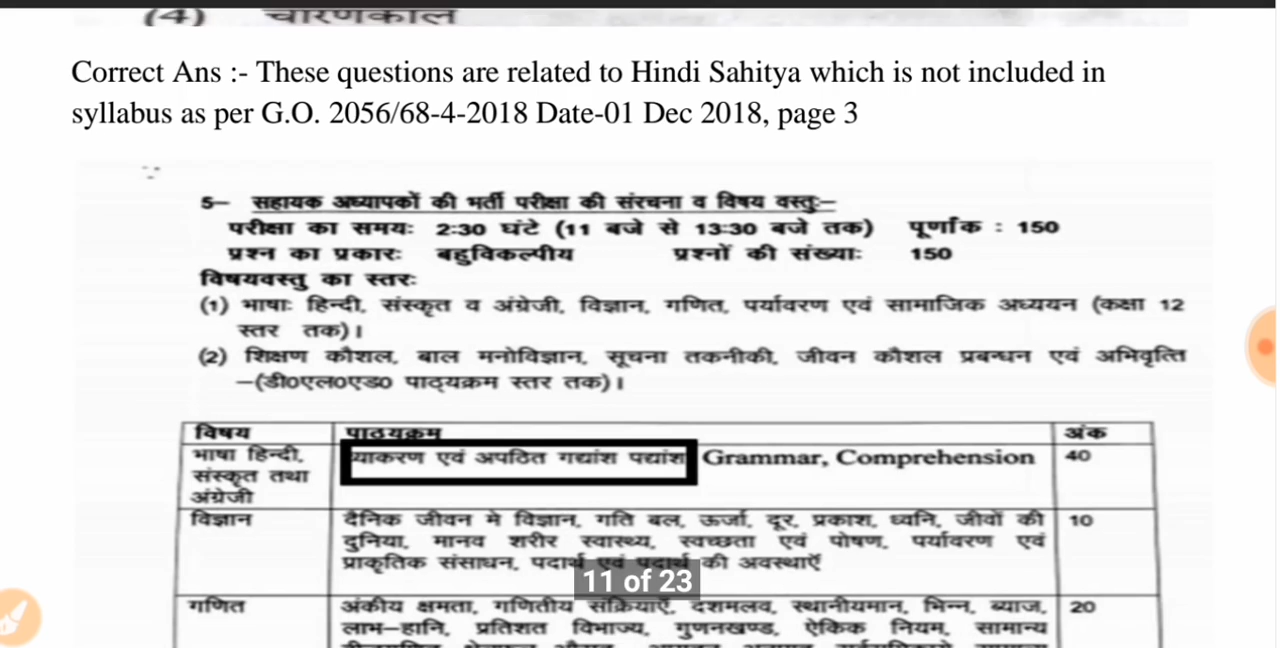 (4) चारणकाल
Correct Ans :- These questions are related to Hindi Sahitya which is not included in
syllabus as per G.O. 2056/68-4-2018 Date-01 Dec 2018, page 3
5– सहायक अध्यापकों की भर्ती परीक्षा की संरचना व विषय वस्तुः–
परीक्षा का समयः 2:30 घंटे (11 बजे से 13:30 बजे तक) पूर्णांक : 150
प्रश्न का प्रकारः बहुविकल्पीय प्रश्नों की संख्याः 150
विषयवस्तु का स्तरः
(1) भाषाः हिन्दी, संस्कृत व अंग्रेजी, विज्ञान, गणित, पर्यावरण एवं सामाजिक अध्ययन (कक्षा 12
स्तर तक)।
(2) शिक्षण कौशल, बाल मनोविज्ञान, सूचना तकनीकी, जीवन कौशल प्रबन्धन एवं अभिवृत्ति
–(डी०एल०एड० पाठ्यक्रम स्तर तक)।
विषय पाठयक्रम अंक
भाषा हिन्दी, व्याकरण एवं अपठित गद्यांश पद्यांश Grammar, Comprehension 40
संस्कृत तथा
अंग्रेजी
विज्ञान दैनिक जीवन मे विज्ञान, गति बल, ऊर्जा, दूर, प्रकाश, ध्वनि, जीवों की 10
दुनिया, मानव शरीर स्वास्थ्य, स्वच्छता एवं पोषण, पर्यावरण एवं
प्राकृतिक संसाधन, पदार्थ एवं पदार्थ की अवस्थाऍं
11 of 23
गणित अंकीय क्षमता, गणितीय संक्रियाऍं, दशमलव, स्थानीयमान, भिन्न, ब्याज, 20
लाभ–हानि, प्रतिशत विभाज्य, गुणनखण्ड, ऐकिक नियम, सामान्य